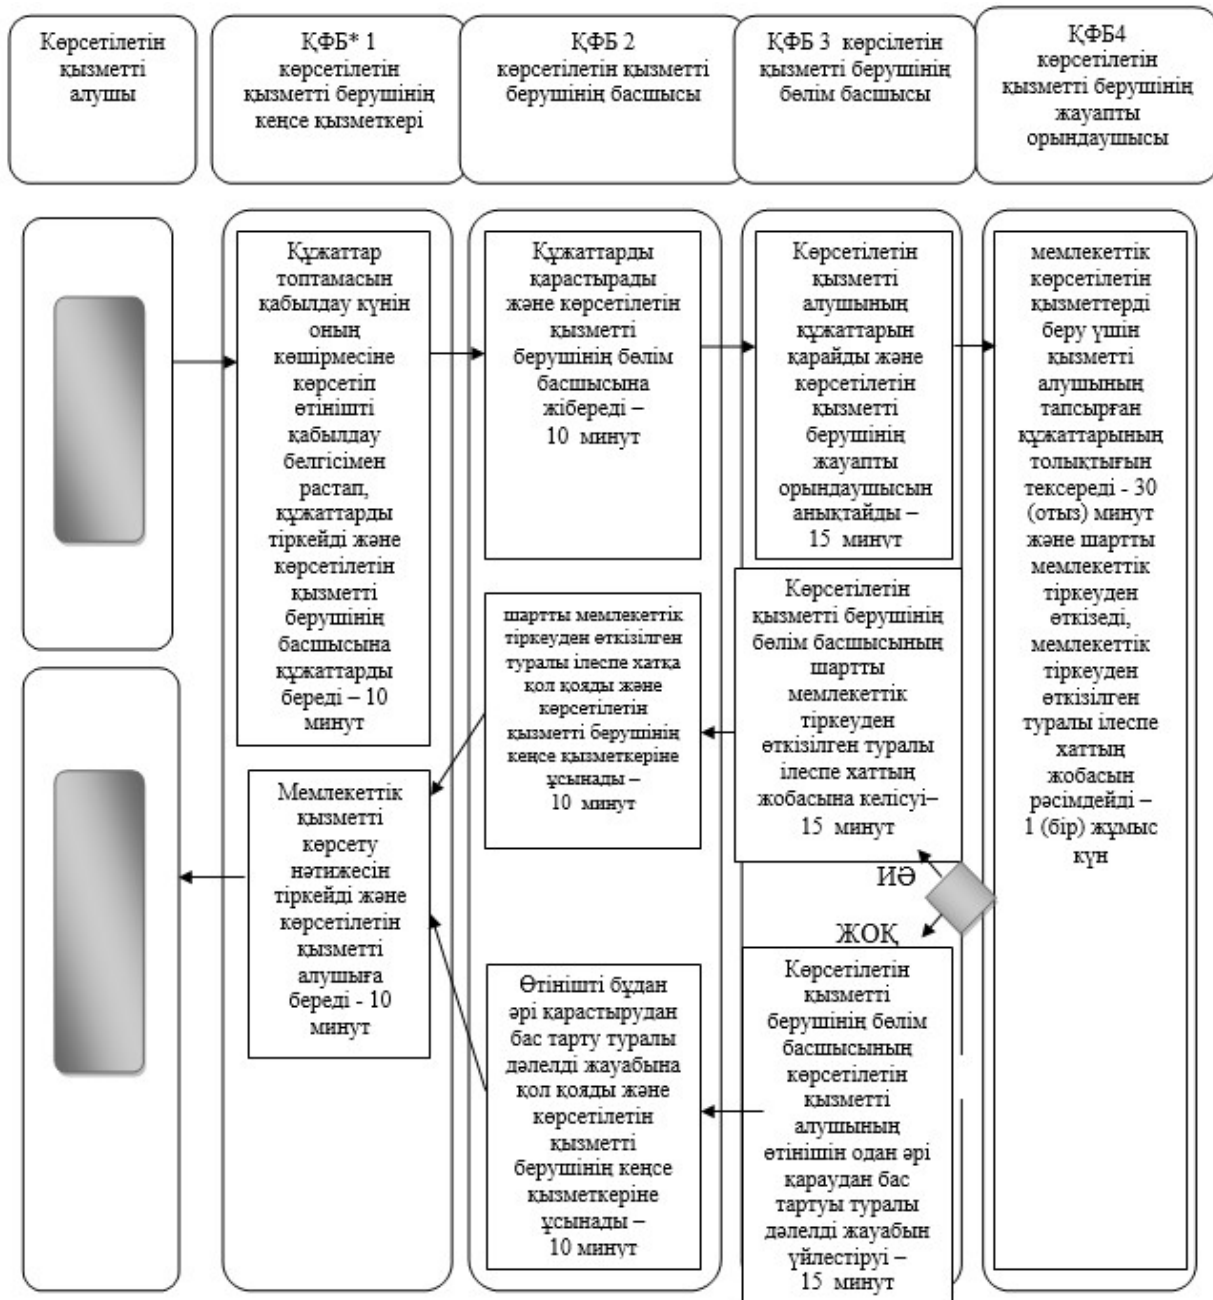 Көрсетілетін
қызметті
алушы
ҚФБ* 1
көрсетілетін
қызметті берушінің
кеңсе қызметкері
ҚФБ 2
көрсетілетін қызметті
берушінің басшысы
ҚФБ 3 көрсілетін
қызметті берушінің
бөлім басшысы
ҚФБ4
көрсетілетін
қызметті берушінің
жауапты
орындаушысы
Құжаттар
топтамасын
қабылдау күнін
оның
көшірмесіне
көрсетіп
өтінішті
қабылдау
белгісімен
растап,
құжаттарды
тіркейді және
көрсетілетін
қызметті
берушінің
басшысына
құжаттарды
береді – 10
минут
Құжаттарды
қарастырады
және көрсетілетін
қызметті
берушінің бөлім
басшысына
жібереді –
10 минут
Көрсетілетін
қызметті
алушының
құжаттарын
қарайды және
көрсетілетін
қызметті
берушінің
жауапты
орындаушысын
анықтайды –
15 минут
мемлекеттік
көрсетілетін
қызметтерді
беру үшін
қызметті
алушының
тапсырған
құжаттарының
толықтығын
тексереді - 30
(отыз) минут
және шартты
мемлекеттік
тіркеуден
өткізеді,
мемлекеттік
тіркеуден
өткізілген
туралы ілеспе
хаттың
жобасын
рәсімдейді –
1 (бір) жұмыс
күн
Көрсетілетін
қызметті берушінің
бөлім басшысының
шартты
мемлекеттік
тіркеуден
өткізілген туралы
ілеспе хаттың
жобасына келісуі–
15 минут
шартты мемлекеттік
тіркеуден өткізілген
туралы ілеспе хатқа
қол қояды және
көрсетілетін
қызметті берушінің
кеңсе қызметкеріне
ұсынады –
10 минут
Мемлекеттік
қызметті
көрсету
нәтижесін
тіркейді және
көрсетілетін
қызметті
алушыға
береді - 10
минут
ИӘ
ЖОҚ
Көрсетілетін
қызметті
берушінің бөлім
басшысының
көрсетілетін
қызметті
алушының
өтінішін одан әрі
қараудан бас
тартуы туралы
дәлелді жауабын
үйлестіруі –
15 минут
Өтінішті бұдан
әрі қарастырудан
бас тарту туралы
дәлелді жауабына
қол қояды және
көрсетілетін
қызметті
берушінің кеңсе
қызметкеріне
ұсынады –
10 минут